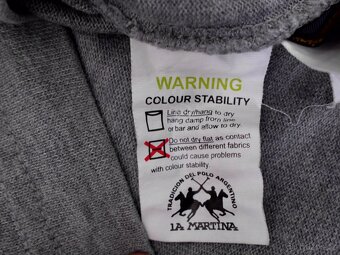 WARNING
COLOUR STABILITY
Line dry/hang to dry
hang damp from line
or bar and allow to dry.
Do not dry flat as contact
between different fabrics
could cause problems
with colour stability.
TRADICION DEL POLO ARGENTINO
LA MARTINA